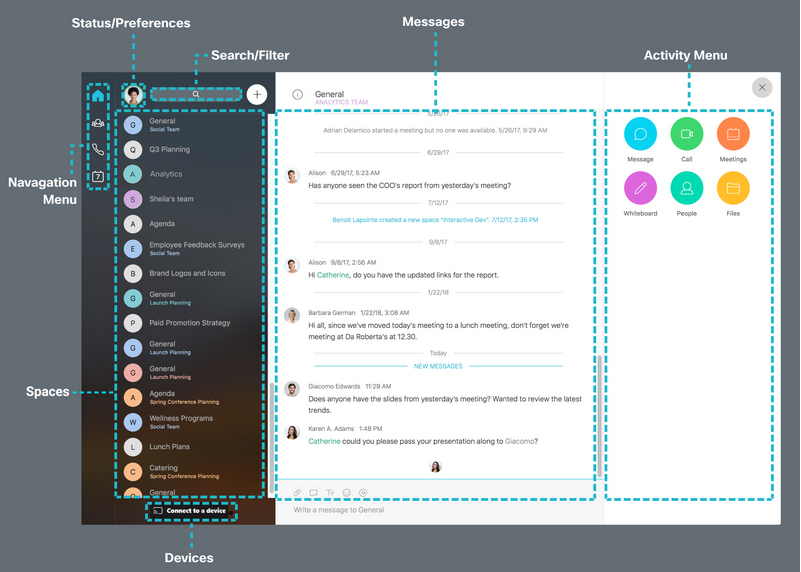 Status/Preferences
Messages
Search/Filter
Activity Menu
Navagation
Menu
Spaces
Devices
7
G
General
Social Team
Q
Q3 Planning
A
Analytics
S
Sheila's team
A
Agenda
E
Employee Feedback Surveys
Social Team
B
Brand Logos and Icons
G
General
Launch Planning
P
Paid Promotion Strategy
G
General
Launch Planning
G
General
Launch Planning
A
Agenda
Spring Conference Planning
W
Wellness Programs
Social Team
L
Lunch Plans
C
Catering
Spring Conference Planning
G
General
Connect to a device
General
ANALYTICS TEAM
5/26/17
Adrian Delamico started a meeting but no one was available. 5/26/17, 9:29 AM
6/29/17
Alison 6/29/17, 5:23 AM
Has anyone seen the COO's report from yesterday's meeting?
7/12/17
Benoit Lapointe created a new space "Interactive Dev". 7/12/17, 2:35 PM
9/8/17
Alison 9/8/17, 2:56 AM
Hi Catherine, do you have the updated links for the report.
1/22/18
Barbara German 1/22/18, 3:08 AM
Hi all, since we've moved today's meeting to a lunch meeting, don't forget we're
meeting at Da Roberta's at 12.30.
Today
NEW MESSAGES
Giacomo Edwards 11:29 AM
Does anyone have the slides from yesterday's meeting? Wanted to review the latest
trends.
Karen A. Adams 1:48 PM
Catherine could you please pass your presentation along to Giacomo?
Tт
@
Write a message to General
Message
Call
Meetings
Whiteboard
People
Files